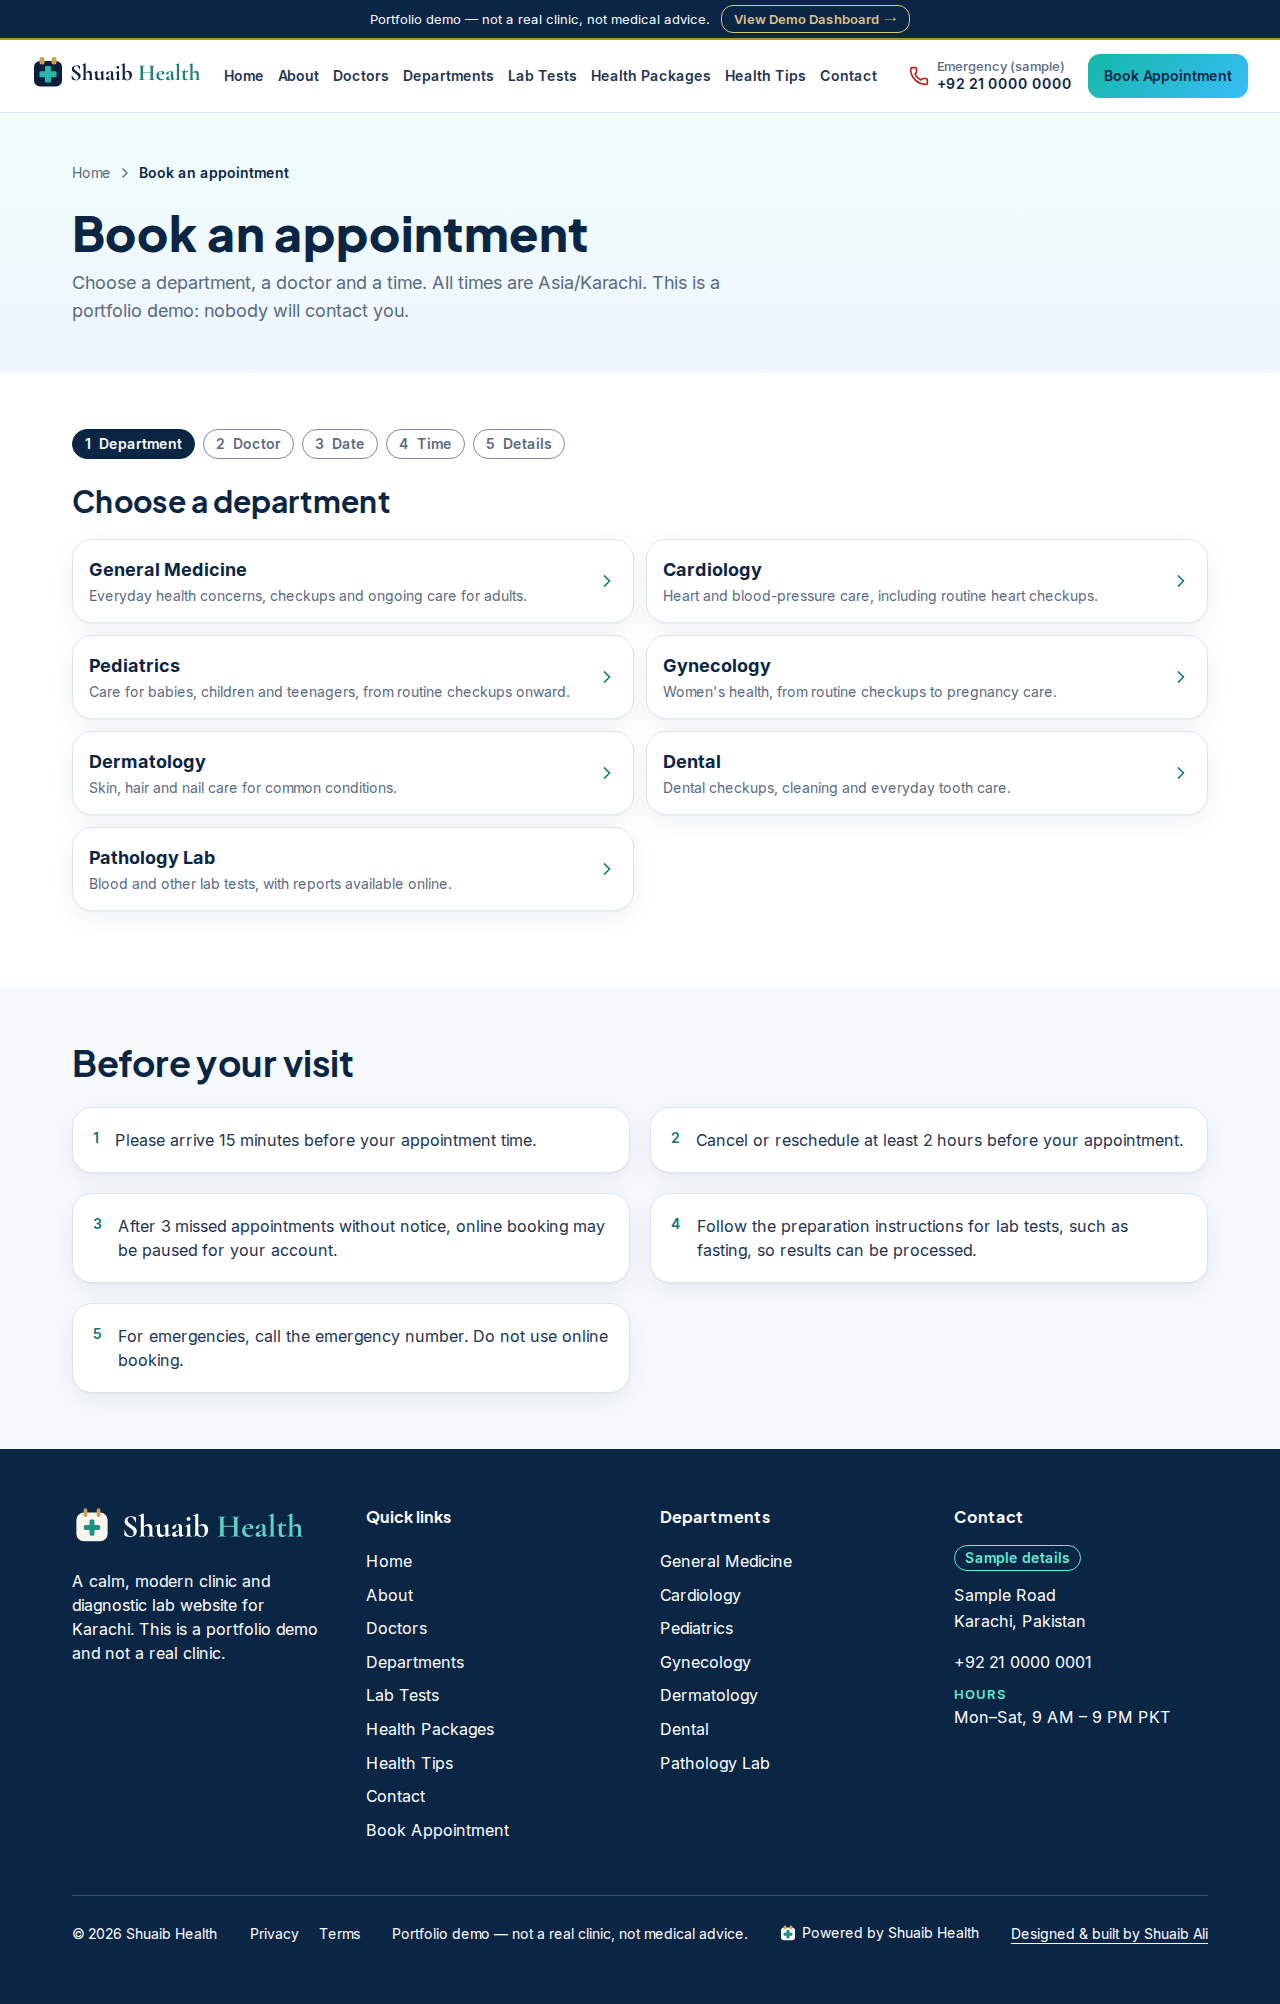 Portfolio demo — not a real clinic, not medical advice. View Demo Dashboard →
Shuaib Health
Home About Doctors Departments Lab Tests Health Packages Health Tips Contact
Emergency (sample)
+92 21 0000 0000
Book Appointment
Home > Book an appointment
Book an appointment
Choose a department, a doctor and a time. All times are Asia/Karachi. This is a
portfolio demo: nobody will contact you.
1 Department 2 Doctor 3 Date 4 Time 5 Details
Choose a department
General Medicine
Everyday health concerns, checkups and ongoing care for adults.
Cardiology
Heart and blood-pressure care, including routine heart checkups.
Pediatrics
Care for babies, children and teenagers, from routine checkups onward.
Gynecology
Women's health, from routine checkups to pregnancy care.
Dermatology
Skin, hair and nail care for common conditions.
Dental
Dental checkups, cleaning and everyday tooth care.
Pathology Lab
Blood and other lab tests, with reports available online.
Before your visit
1 Please arrive 15 minutes before your appointment time.
2 Cancel or reschedule at least 2 hours before your appointment.
3 After 3 missed appointments without notice, online booking may
be paused for your account.
4 Follow the preparation instructions for lab tests, such as
fasting, so results can be processed.
5 For emergencies, call the emergency number. Do not use online
booking.
Shuaib Health
A calm, modern clinic and
diagnostic lab website for
Karachi. This is a portfolio demo
and not a real clinic.
Quick links
Home
About
Doctors
Departments
Lab Tests
Health Packages
Health Tips
Contact
Book Appointment
Departments
General Medicine
Cardiology
Pediatrics
Gynecology
Dermatology
Dental
Pathology Lab
Contact
Sample details
Sample Road
Karachi, Pakistan
+92 21 0000 0001
HOURS
Mon–Sat, 9 AM – 9 PM PKT
© 2026 Shuaib Health Privacy Terms Portfolio demo — not a real clinic, not medical advice. Powered by Shuaib Health Designed & built by Shuaib Ali